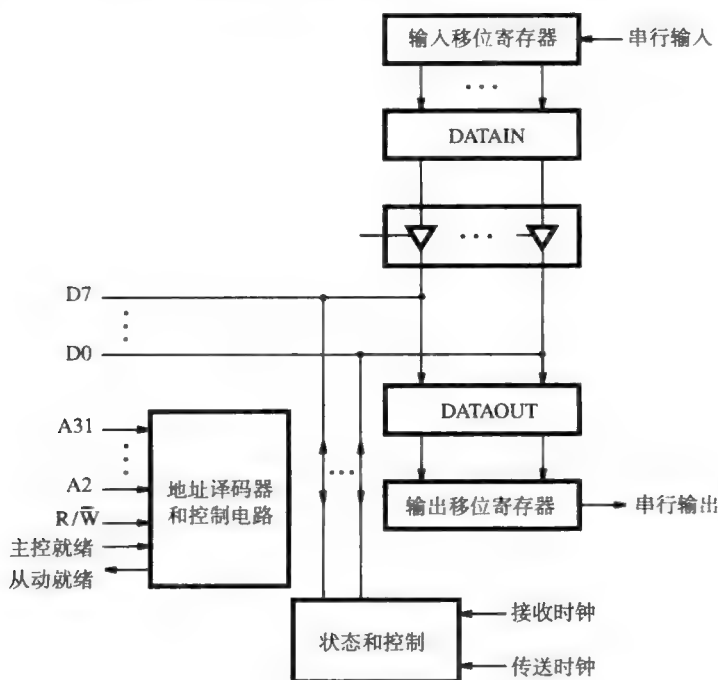 输入移位寄存器
串行输入
DATAIN
D7
D0
DATAOUT
A31
A2
R/W̅
主控就绪
从动就绪
地址译码器
和控制电路
输出移位寄存器
串行输出
状态和控制
接收时钟
传送时钟